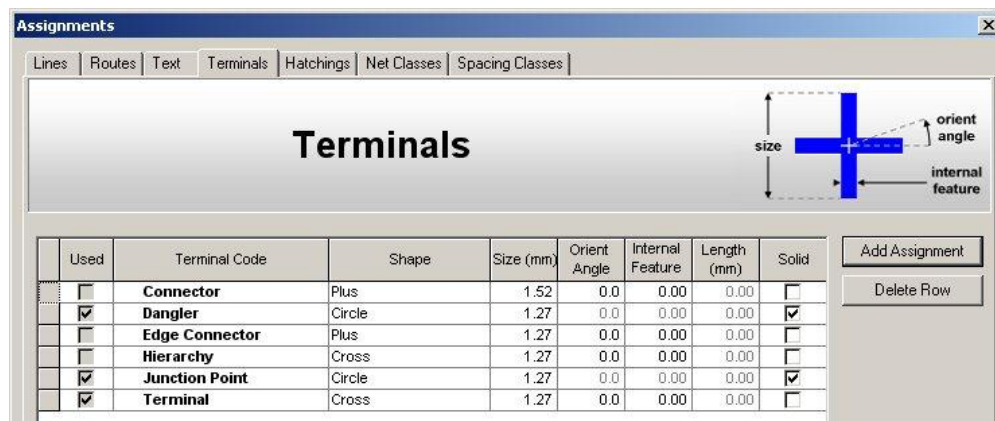 Assignments
Lines Routes Text Terminals Hatchings Net Classes Spacing Classes
Terminals
size
orient
angle
internal
feature
Used Terminal Code Shape Size (mm) Orient Angle Internal Feature Length (mm) Solid
Connector Plus 1.52 0.0 0.00 0.00
Dangler Circle 1.27 0.0 0.00 0.00
Edge Connector Plus 1.27 0.0 0.00 0.00
Hierarchy Cross 1.27 0.0 0.00 0.00
Junction Point Circle 1.27 0.0 0.00 0.00
Terminal Cross 1.27 0.0 0.00 0.00
Add Assignment
Delete Row